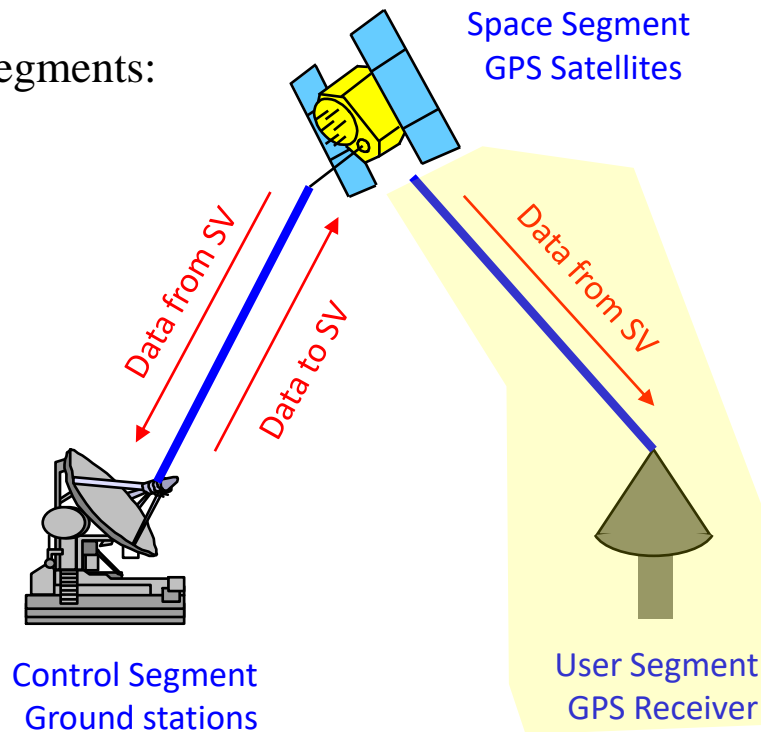 Space Segment
GPS Satellites
egments:
Data from SV
Data to SV
Data from SV
Control Segment
Ground stations
User Segment
GPS Receiver